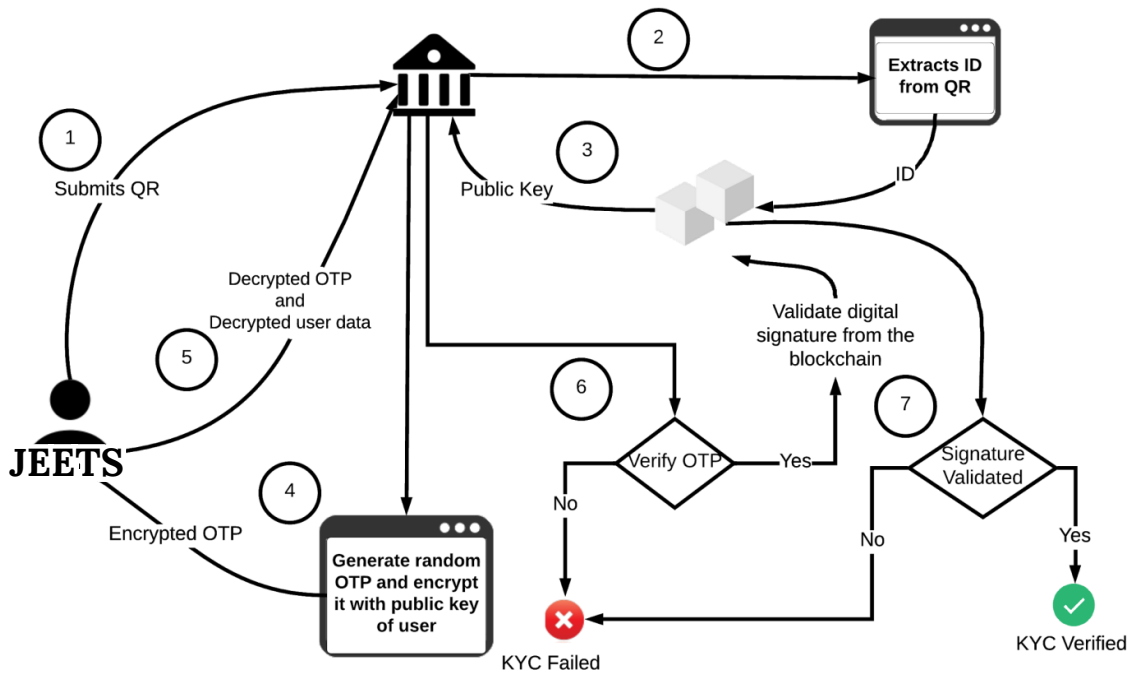 1
Submits QR
2
Extracts ID
from QR
3
Public Key
ID
Decrypted OTP
and
Decrypted user data
5
Validate digital
signature from the
blockchain
6
7
JEETS
Verify OTP
Yes
Signature
Validated
4
No
Encrypted OTP
No
Yes
Generate random
OTP and encrypt
it with public key
of user
KYC Failed
KYC Verified